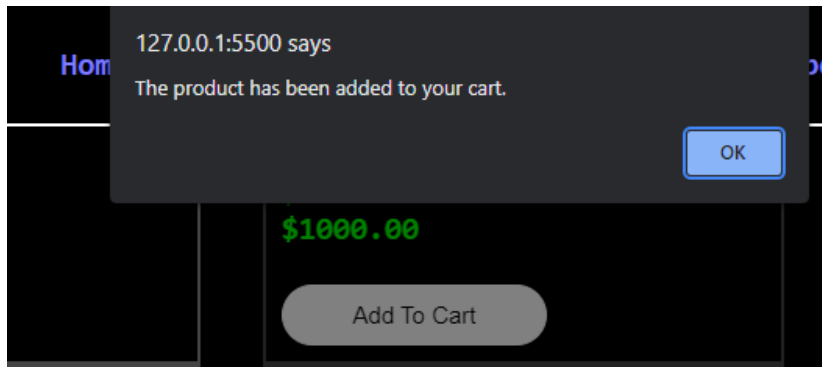 127.0.0.1:5500 says
Hom
The product has been added to your cart.
OK
$1000.00
Add To Cart